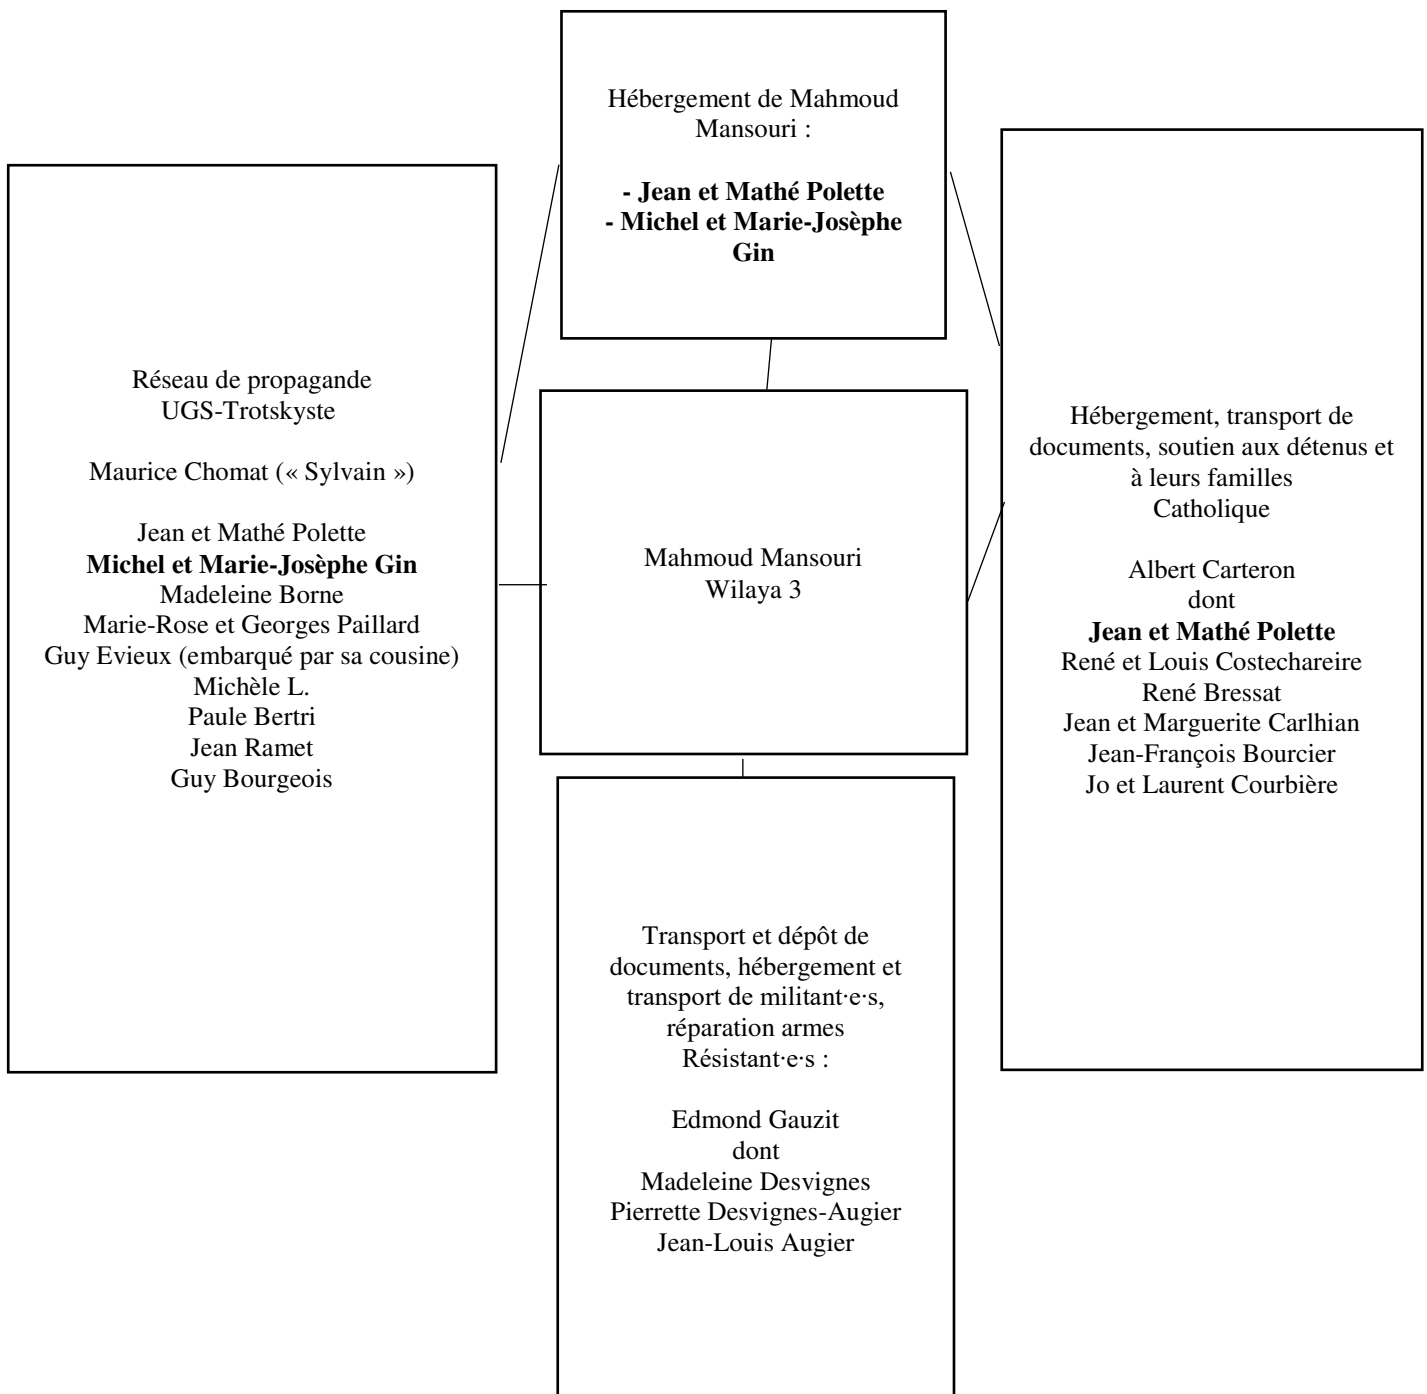 Hébergement de Mahmoud
Mansouri :
- Jean et Mathé Polette
- Michel et Marie-Josèphe
Gin
Réseau de propagande
UGS-Trotskyste
Maurice Chomat (« Sylvain »)
Jean et Mathé Polette
Michel et Marie-Josèphe Gin
Madeleine Borne
Marie-Rose et Georges Paillard
Guy Evieux (embarqué par sa cousine)
Michèle L.
Paule Bertri
Jean Ramet
Guy Bourgeois
Mahmoud Mansouri
Wilaya 3
Hébergement, transport de
documents, soutien aux détenus et
à leurs familles
Catholique
Albert Carteron
dont
Jean et Mathé Polette
René et Louis Costechareire
René Bressat
Jean et Marguerite Carlhian
Jean-François Bourcier
Jo et Laurent Courbière
Transport et dépôt de
documents, hébergement et
transport de militant·e·s,
réparation armes
Résistant·e·s :
Edmond Gauzit
dont
Madeleine Desvignes
Pierrette Desvignes-Augier
Jean-Louis Augier